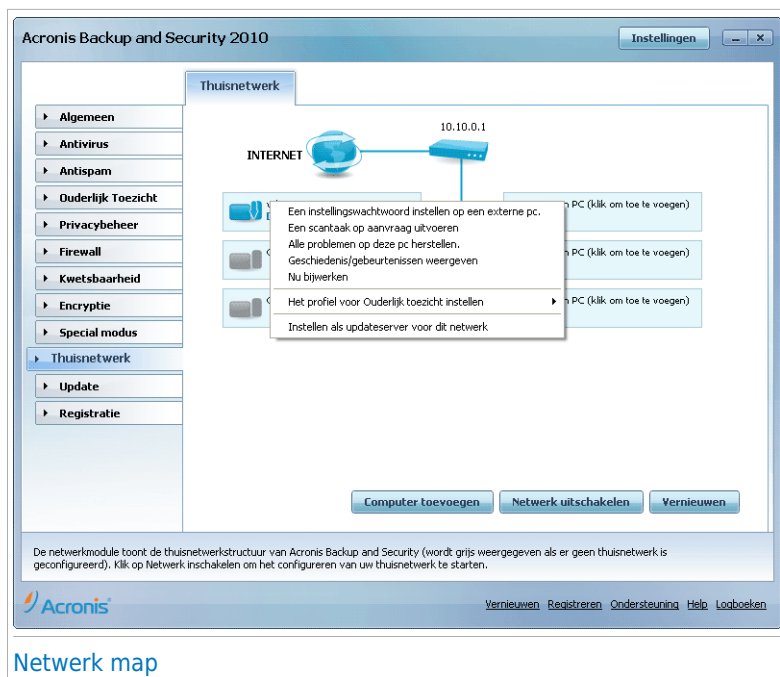 Acronis Backup and Security 2010
Instellingen
Thuisnetwerk
Algemeen
Antivirus
Antispam
Ouderlijk Toezicht
Privacybeheer
Firewall
Kwetsbaarheid
Encryptie
Special modus
Thuisnetwerk
Update
Registratie
INTERNET
10.10.0.1
PC (klik om toe te voegen)
PC (klik om toe te voegen)
PC (klik om toe te voegen)
Een instellingswachtwoord instellen op een externe pc.
Een scantaak op aanvraag uitvoeren
Alle problemen op deze pc herstellen.
Geschiedenis/gebeurtenissen weergeven
Nu bijwerken
Het profiel voor Ouderlijk toezicht instellen
Instellen als updateserver voor dit netwerk
Computer toevoegen
Netwerk uitschakelen
Vernieuwen
De netwerkmodule toont de thuisnetwerkstructuur van Acronis Backup and Security (wordt grijs weergegeven als er geen thuisnetwerk is
geconfigureerd). Klik op Netwerk inschakelen om het configureren van uw thuisnetwerk te starten.
Acronis
Vernieuwen Registreren Ondersteuning Help Logboeken
Netwerk map